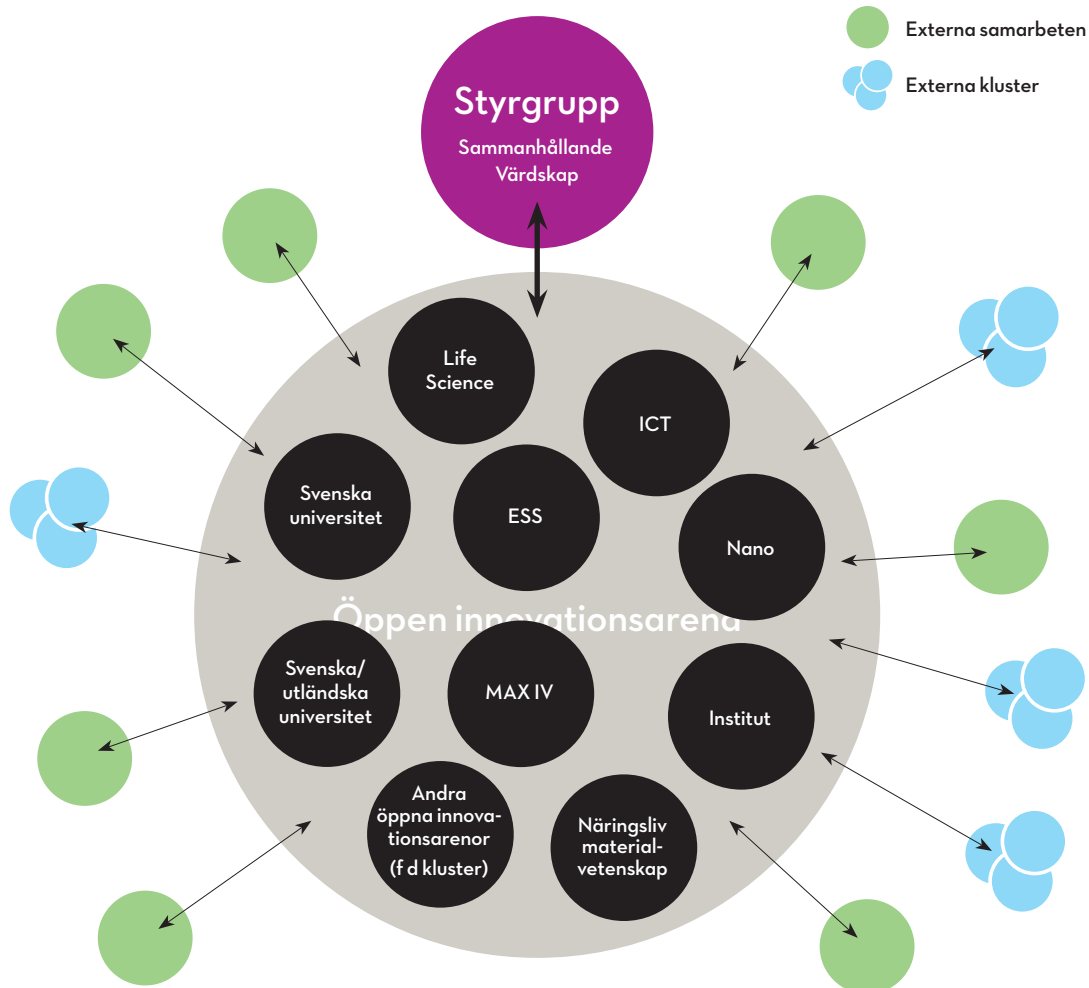 Externa samarbeten
Externa kluster
Styrgrupp
Sammanhållande
Värdskap
Life
Science
ICT
Svenska
universitet
ESS
Nano
Öppen innovationsarena
Svenska/
utländska
universitet
MAX IV
Institut
Andra
öppna innova-
tionsarenor
(f d kluster)
Näringsliv
material-
vetenskap